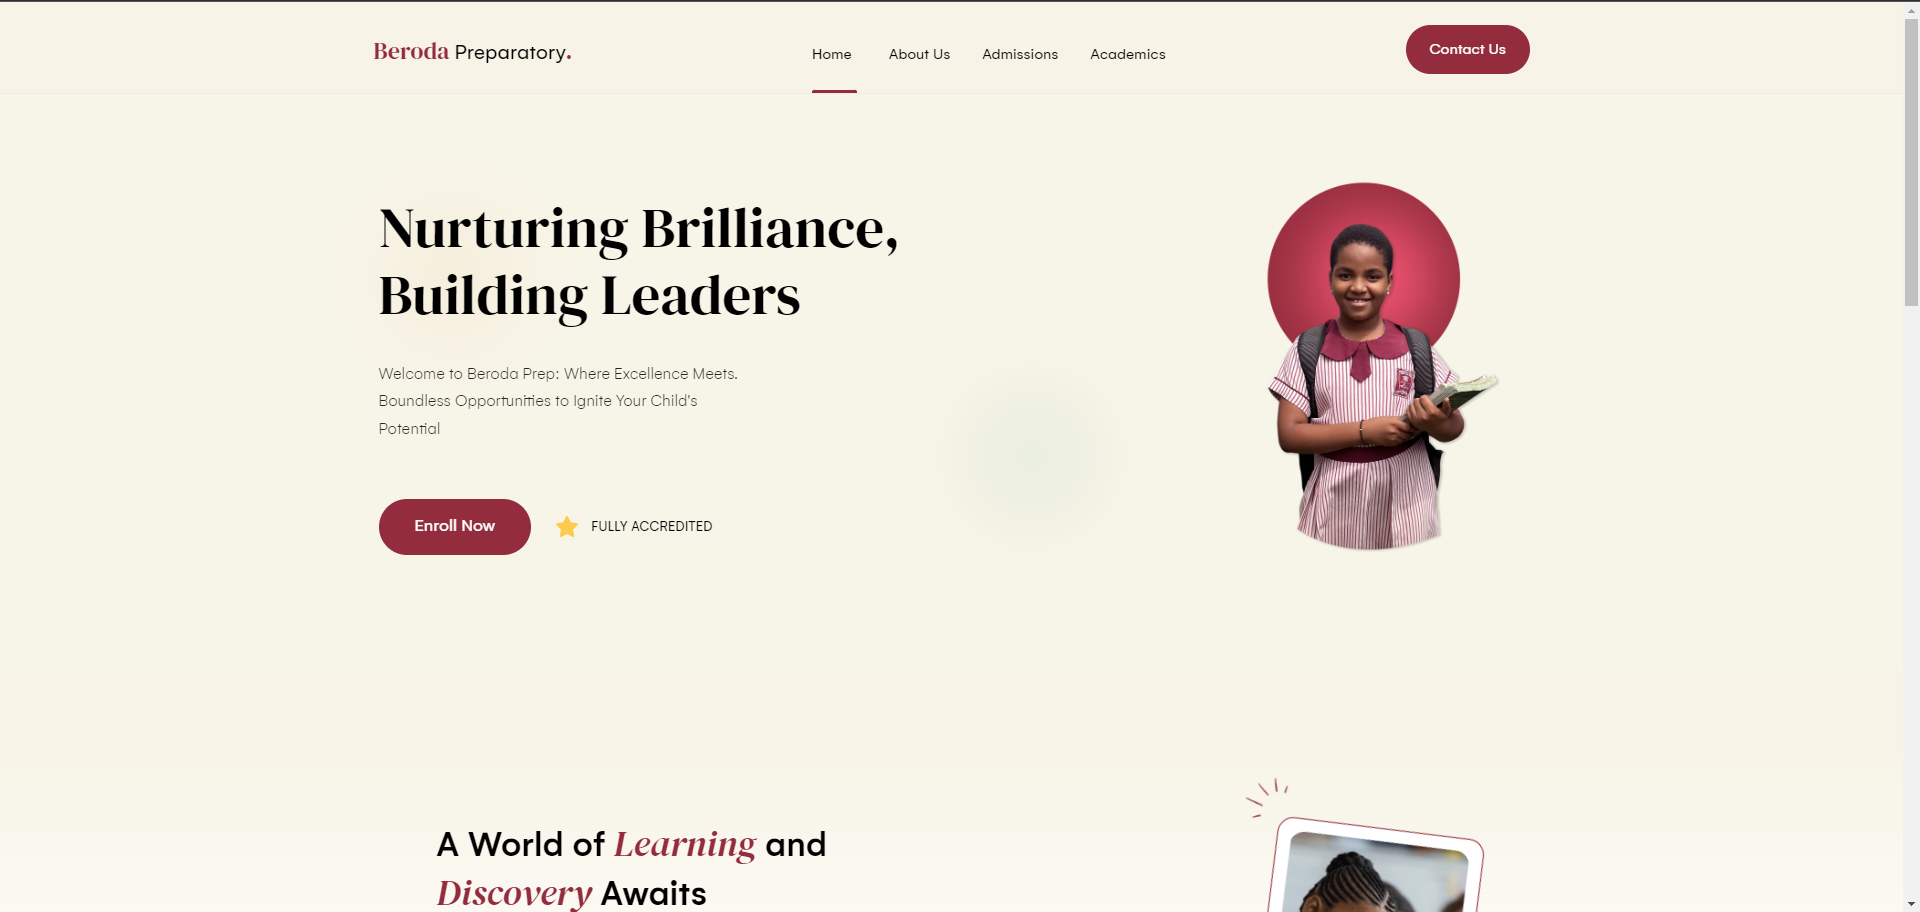 Beroda Preparatory.
Home
About Us
Admissions
Academics
Contact Us
Nurturing Brilliance,
Building Leaders
Welcome to Beroda Prep: Where Excellence Meets.
Boundless Opportunities to Ignite Your Child's
Potential
Enroll Now
FULLY ACCREDITED
A World of Learning and
Discovery Awaits